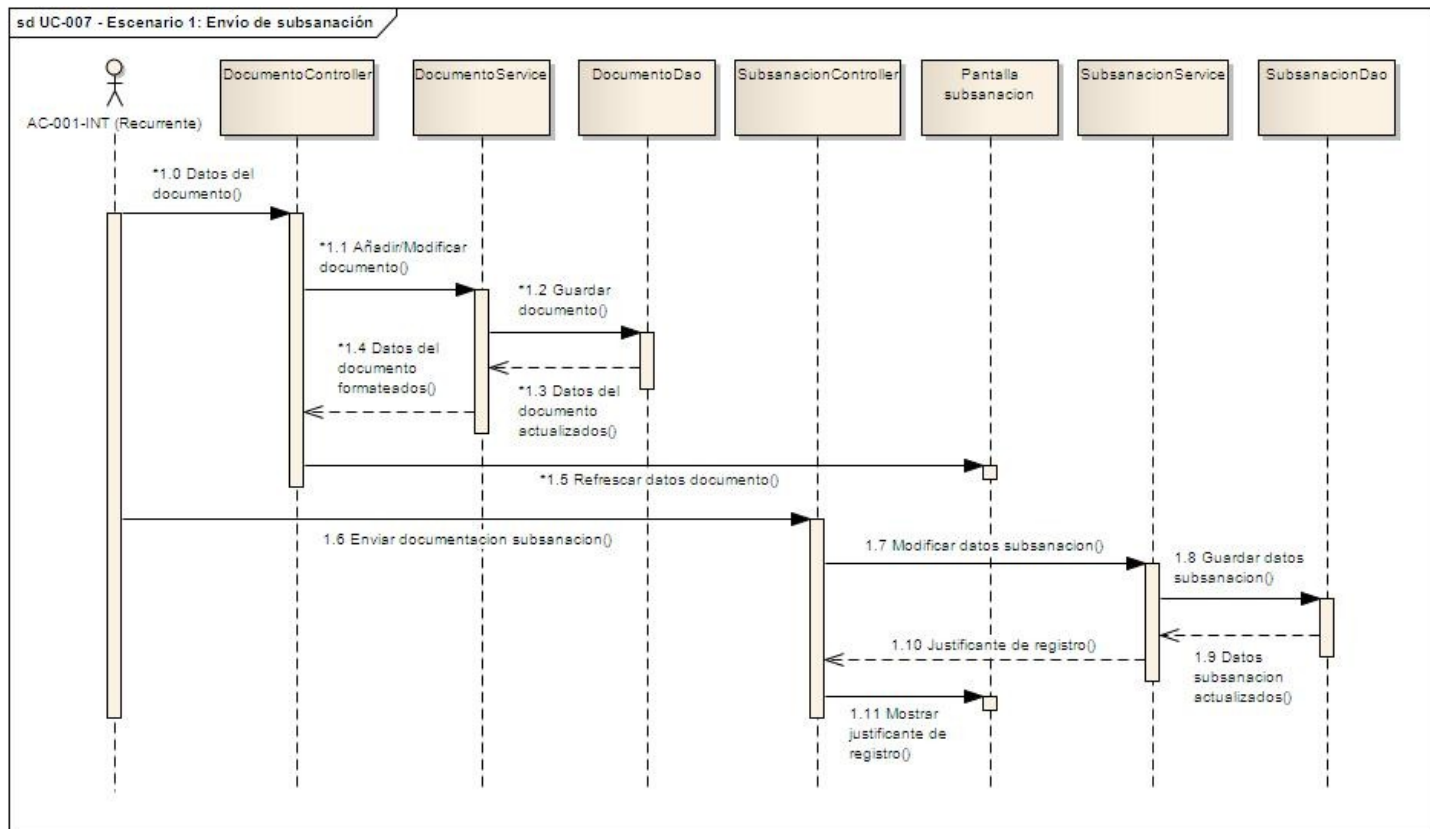 sd UC-007 - Escenario 1: Envío de subsanación
AC-001-INT (Recurrente)
DocumentoController
DocumentoService
DocumentoDao
SubsanacionController
Pantalla
subsanacion
SubsanacionService
SubsanacionDao
*1.0 Datos del
documento()
*1.1 Añadir/Modificar
documento()
*1.2 Guardar
documento()
*1.4 Datos del
documento
formateados()
*1.3 Datos del
documento
actualizados()
*1.5 Refrescar datos documento()
1.6 Enviar documentacion subsanacion()
1.7 Modificar datos subsanacion()
1.8 Guardar datos
subsanacion()
1.10 Justificante de registro()
1.9 Datos
subsanacion
actualizados()
1.11 Mostrar
justificante de
registro()